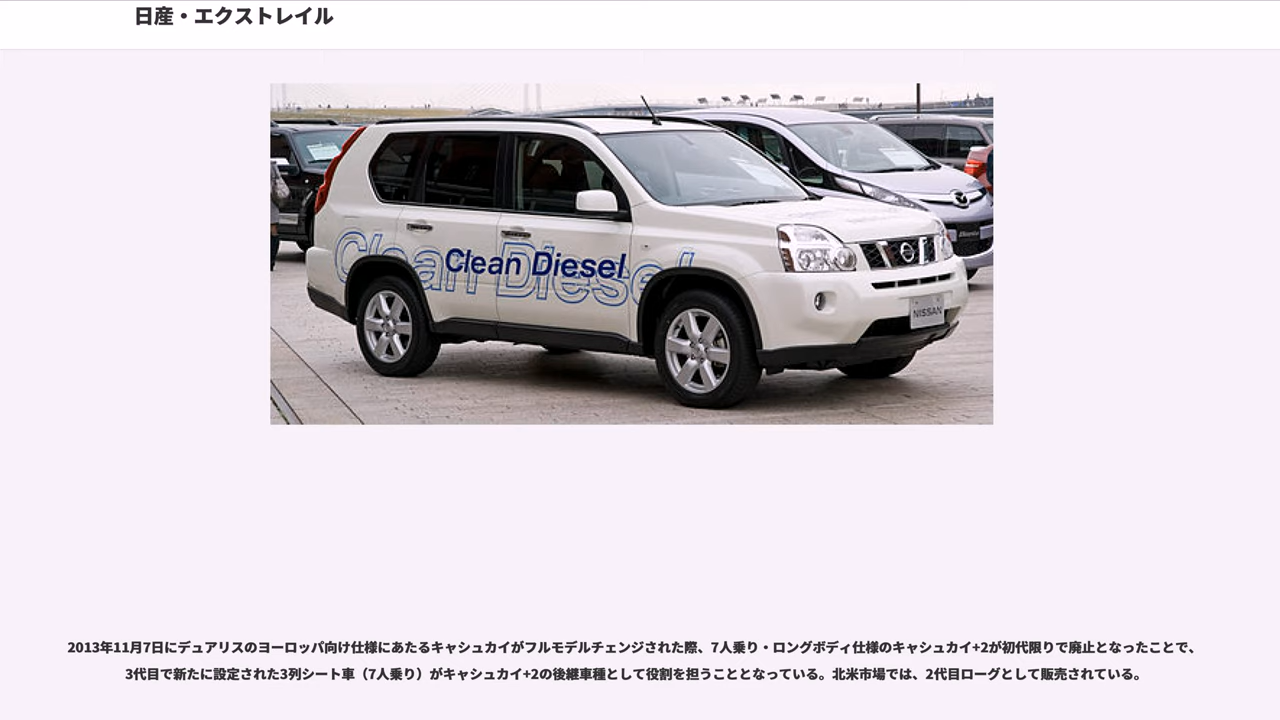 日産・エクストレイル
Clean Diesel
Clean Diesel
NISSAN
2013年11月7日にデュアリスのヨーロッパ向け仕様にあたるキャシュカイがフルモデルチェンジされた際、7人乗り・ロングボディ仕様のキャシュカイ+2が初代限りで廃止となったことで、
3代目で新たに設定された3列シート車（7人乗り）がキャシュカイ+2の後継車種として役割を担うこととなっている。北米市場では、2代目ローグとして販売されている。